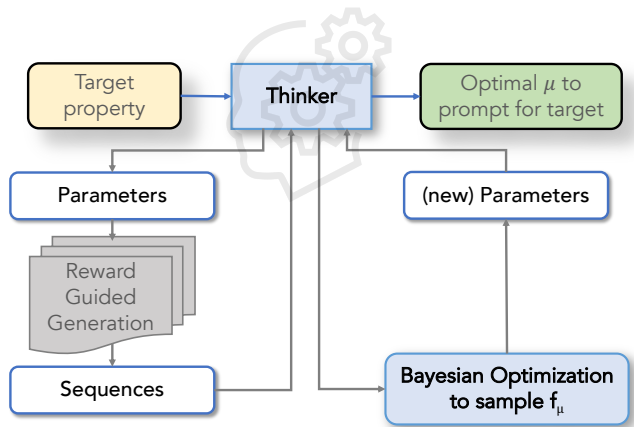 Target
property
Thinker
Optimal μ to
prompt for target
Parameters
(new) Parameters
Reward
Guided
Generation
Sequences
Bayesian Optimization
to sample fμ